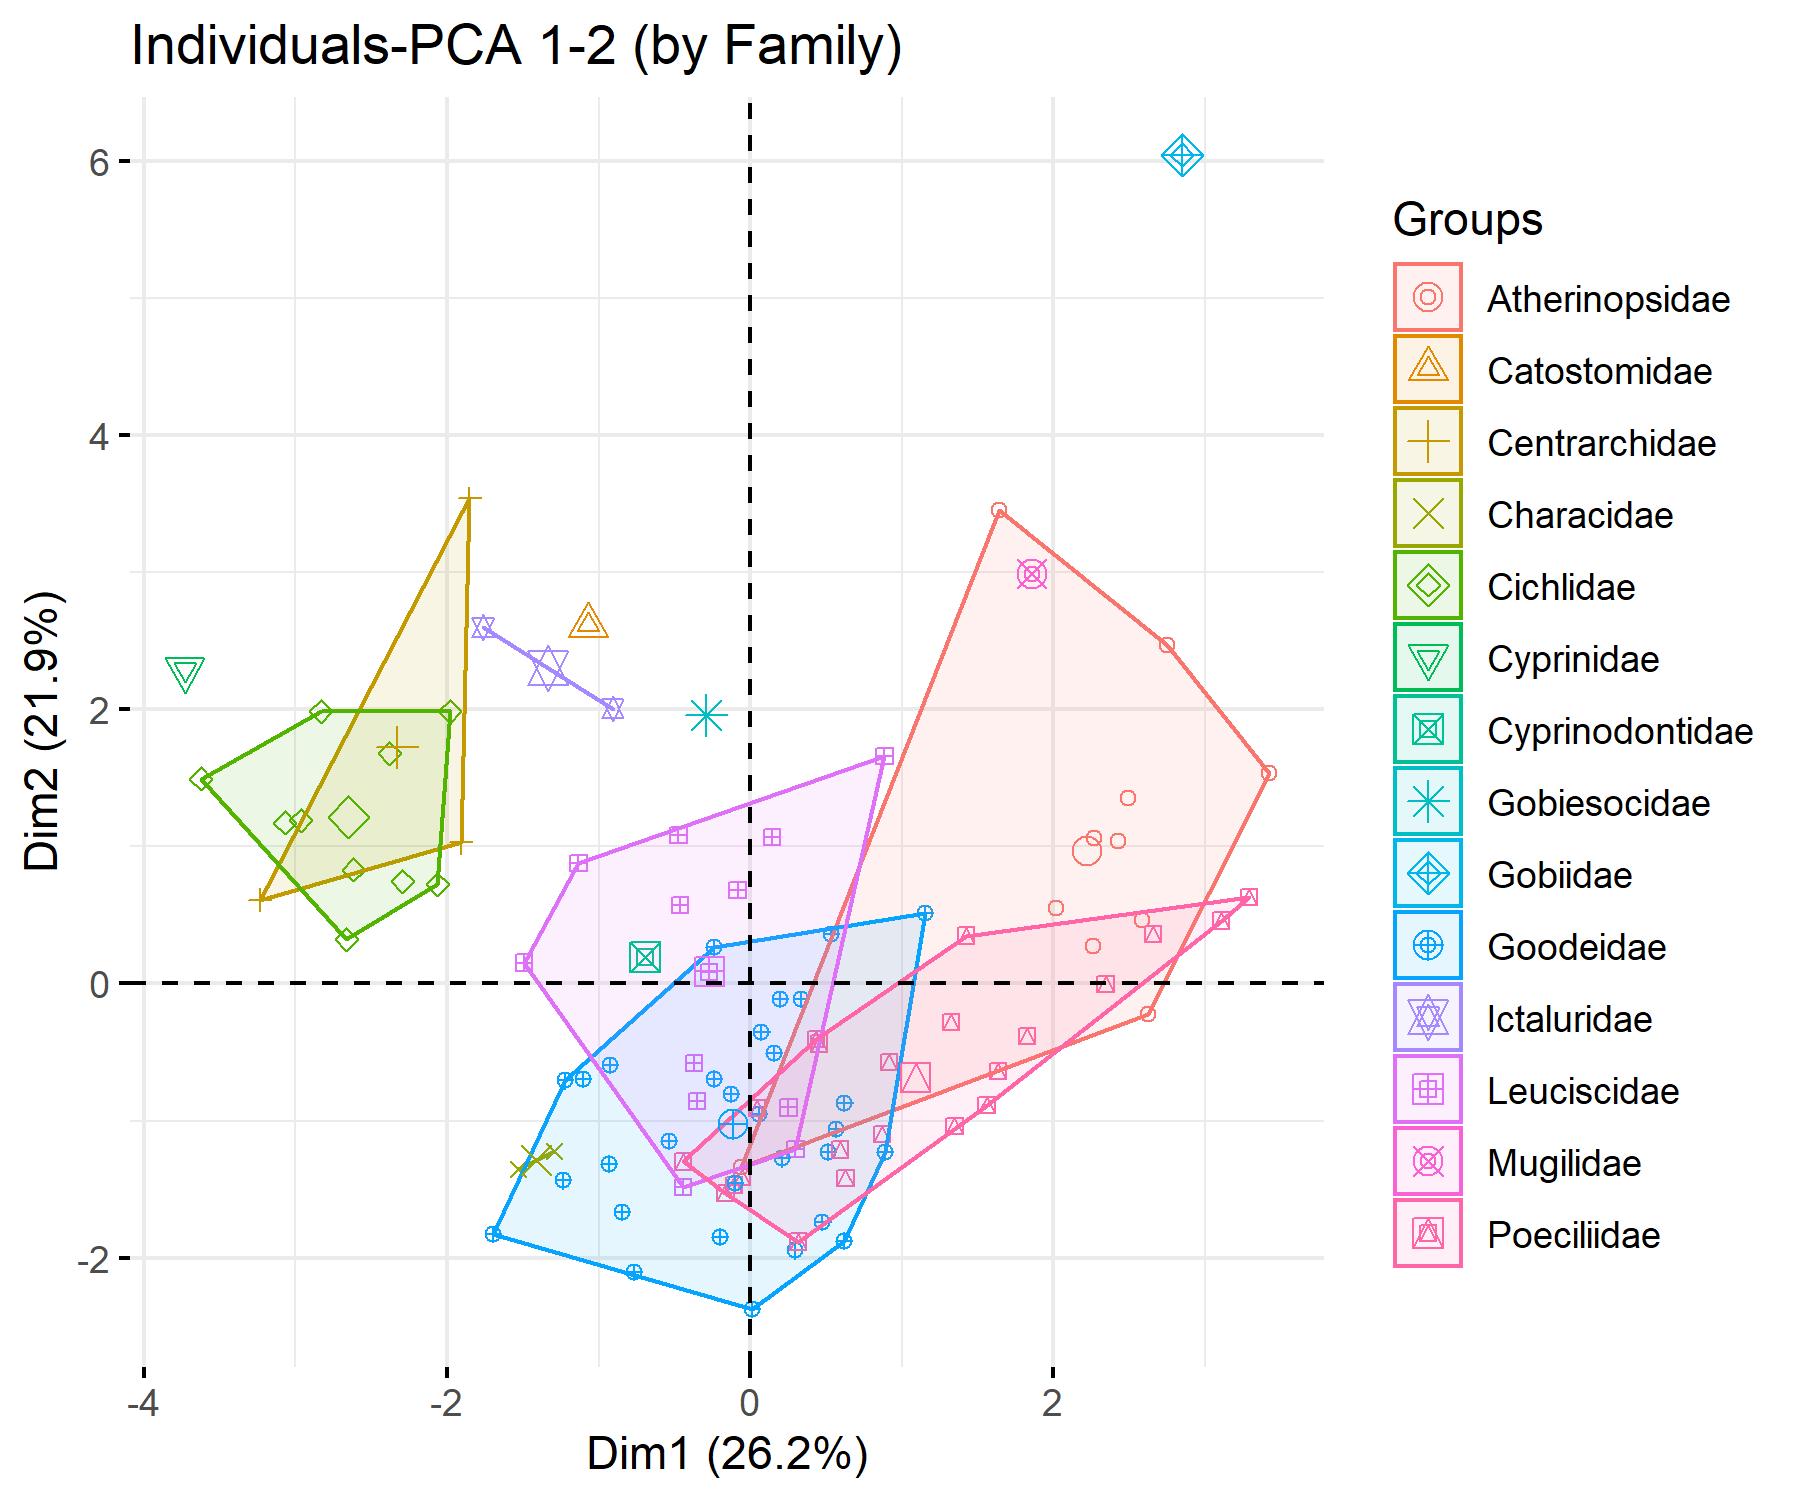 Individuals-PCA 1-2 (by Family)
6
4
2
0
-2
Dim2 (21.9%)
-4
-2
0
2
Dim1 (26.2%)
Groups
Atherinopsidae
Catostomidae
Centrarchidae
Characidae
Cichlidae
Cyprinidae
Cyprinodontidae
Gobiesocidae
Gobiidae
Goodeidae
Ictaluridae
Leuciscidae
Mugilidae
Poeciliidae